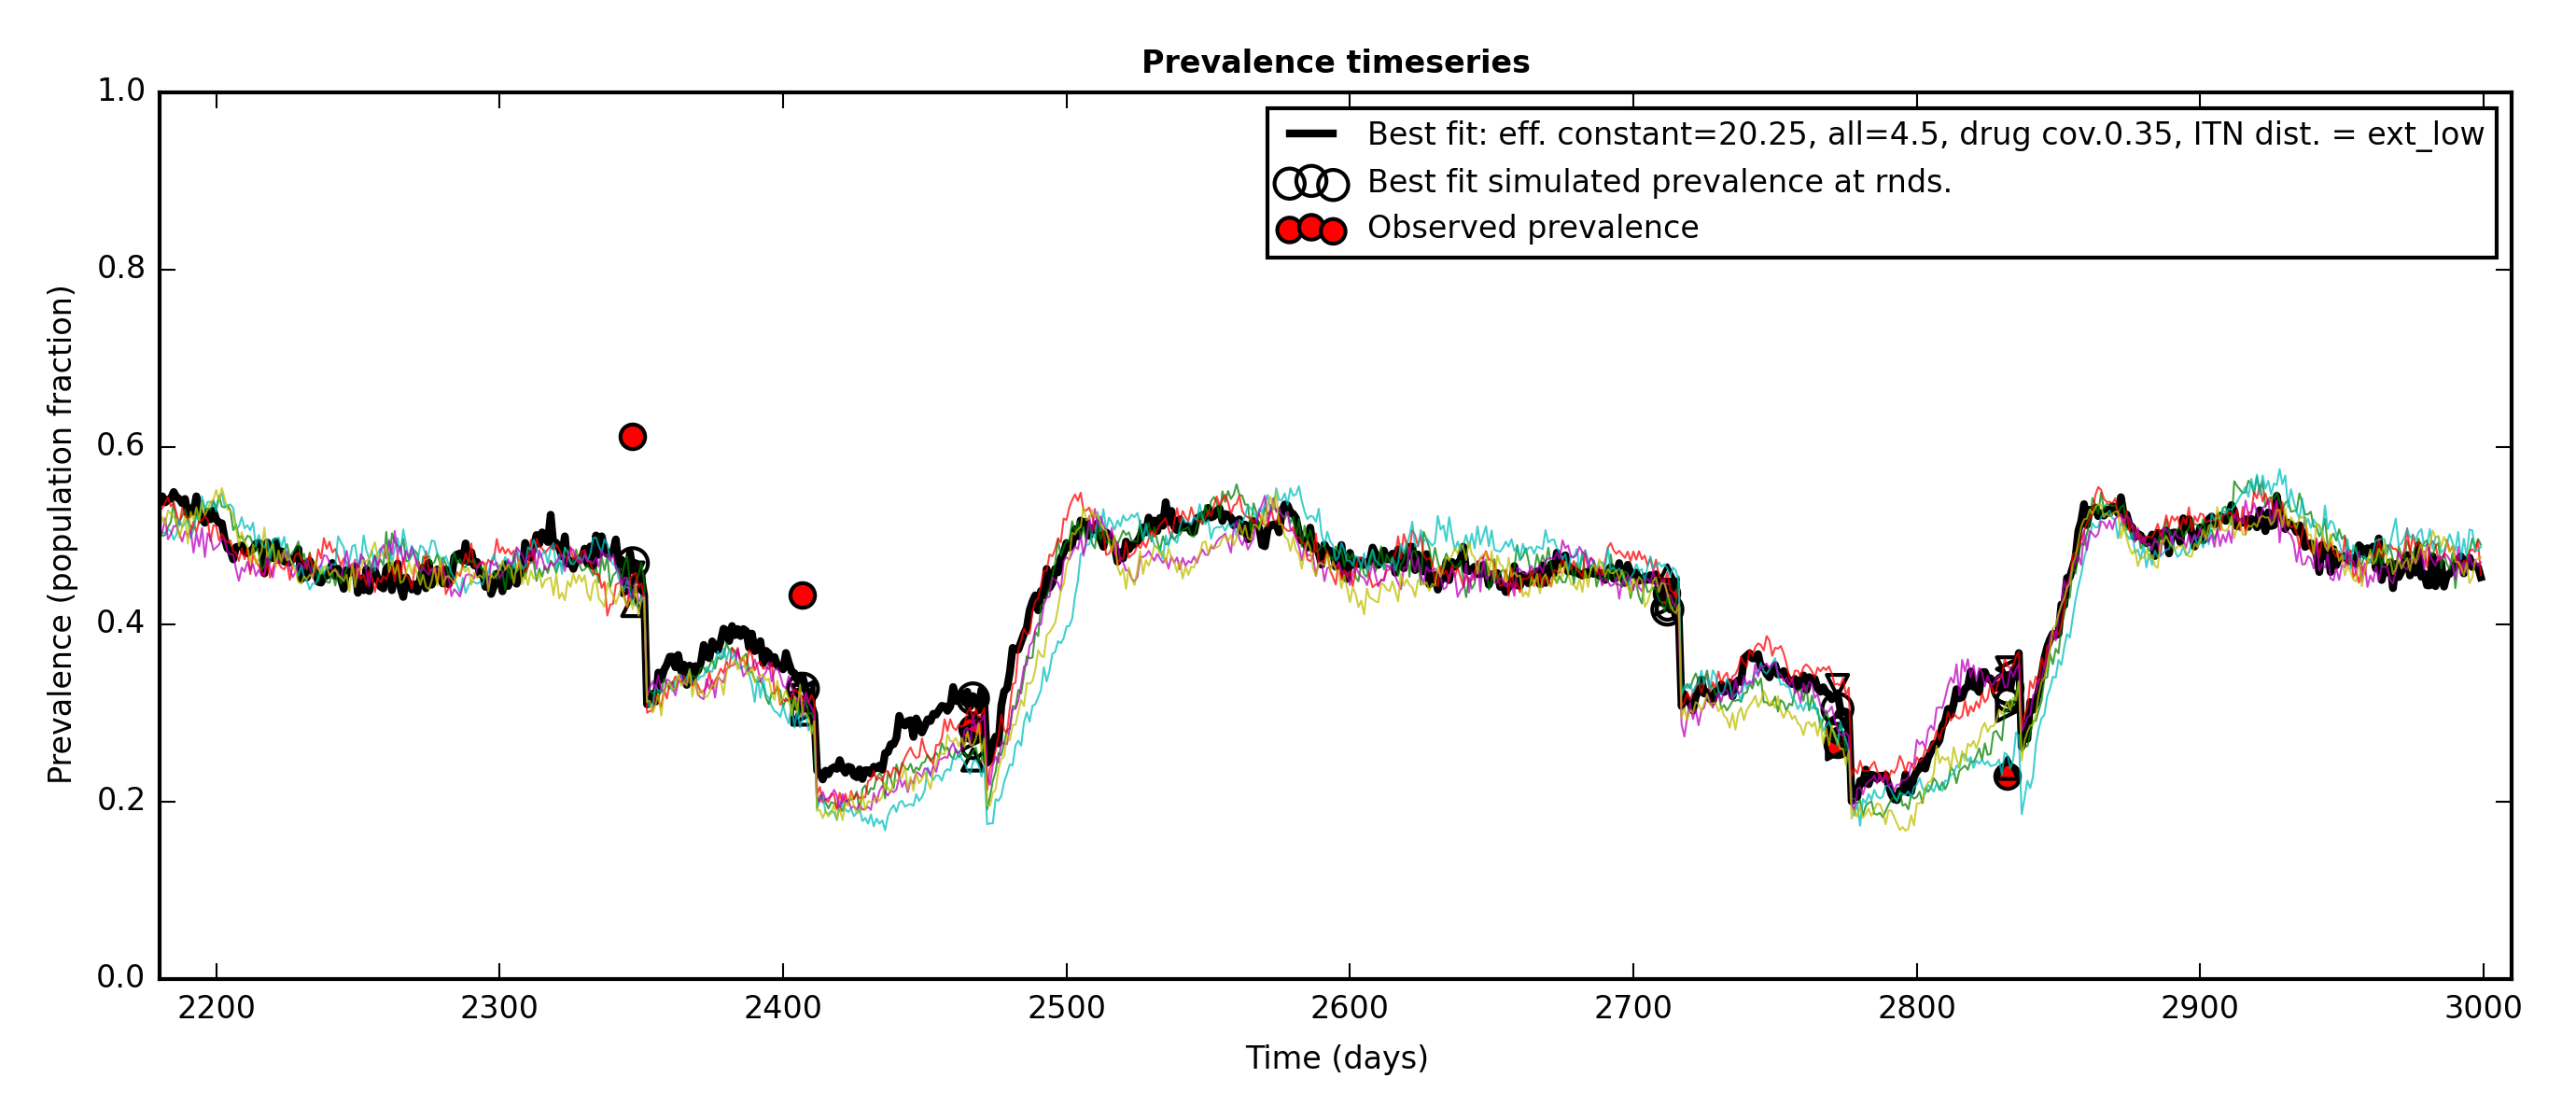 Prevalence timeseries
1.0
0.8
0.6
0.4
0.2
0.0
Prevalence (population fraction)
Best fit: eff. constant=20.25, all=4.5, drug cov.0.35, ITN dist. = ext_low
Best fit simulated prevalence at rnds.
Observed prevalence
2200 2300 2400 2500 2600 2700 2800 2900 3000
Time (days)